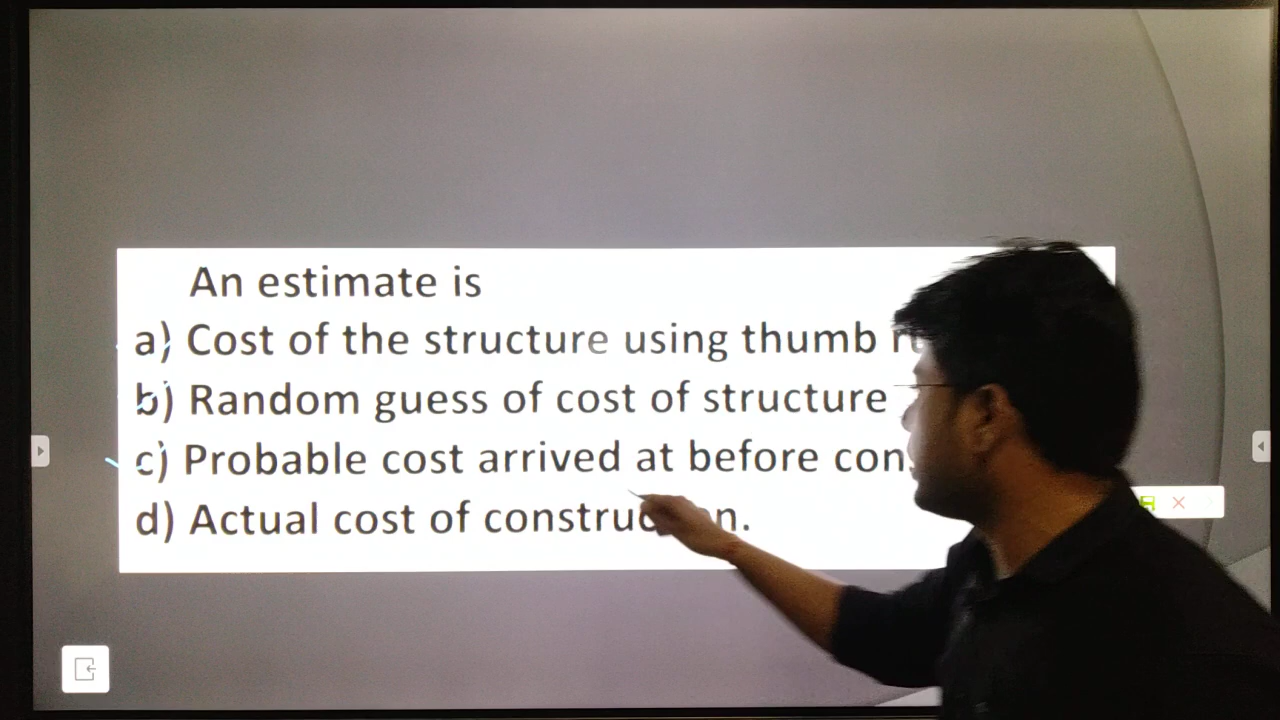 An estimate is
a) Cost of the structure using thumb
b) Random guess of cost of structure
c) Probable cost arrived at before
d) Actual cost of